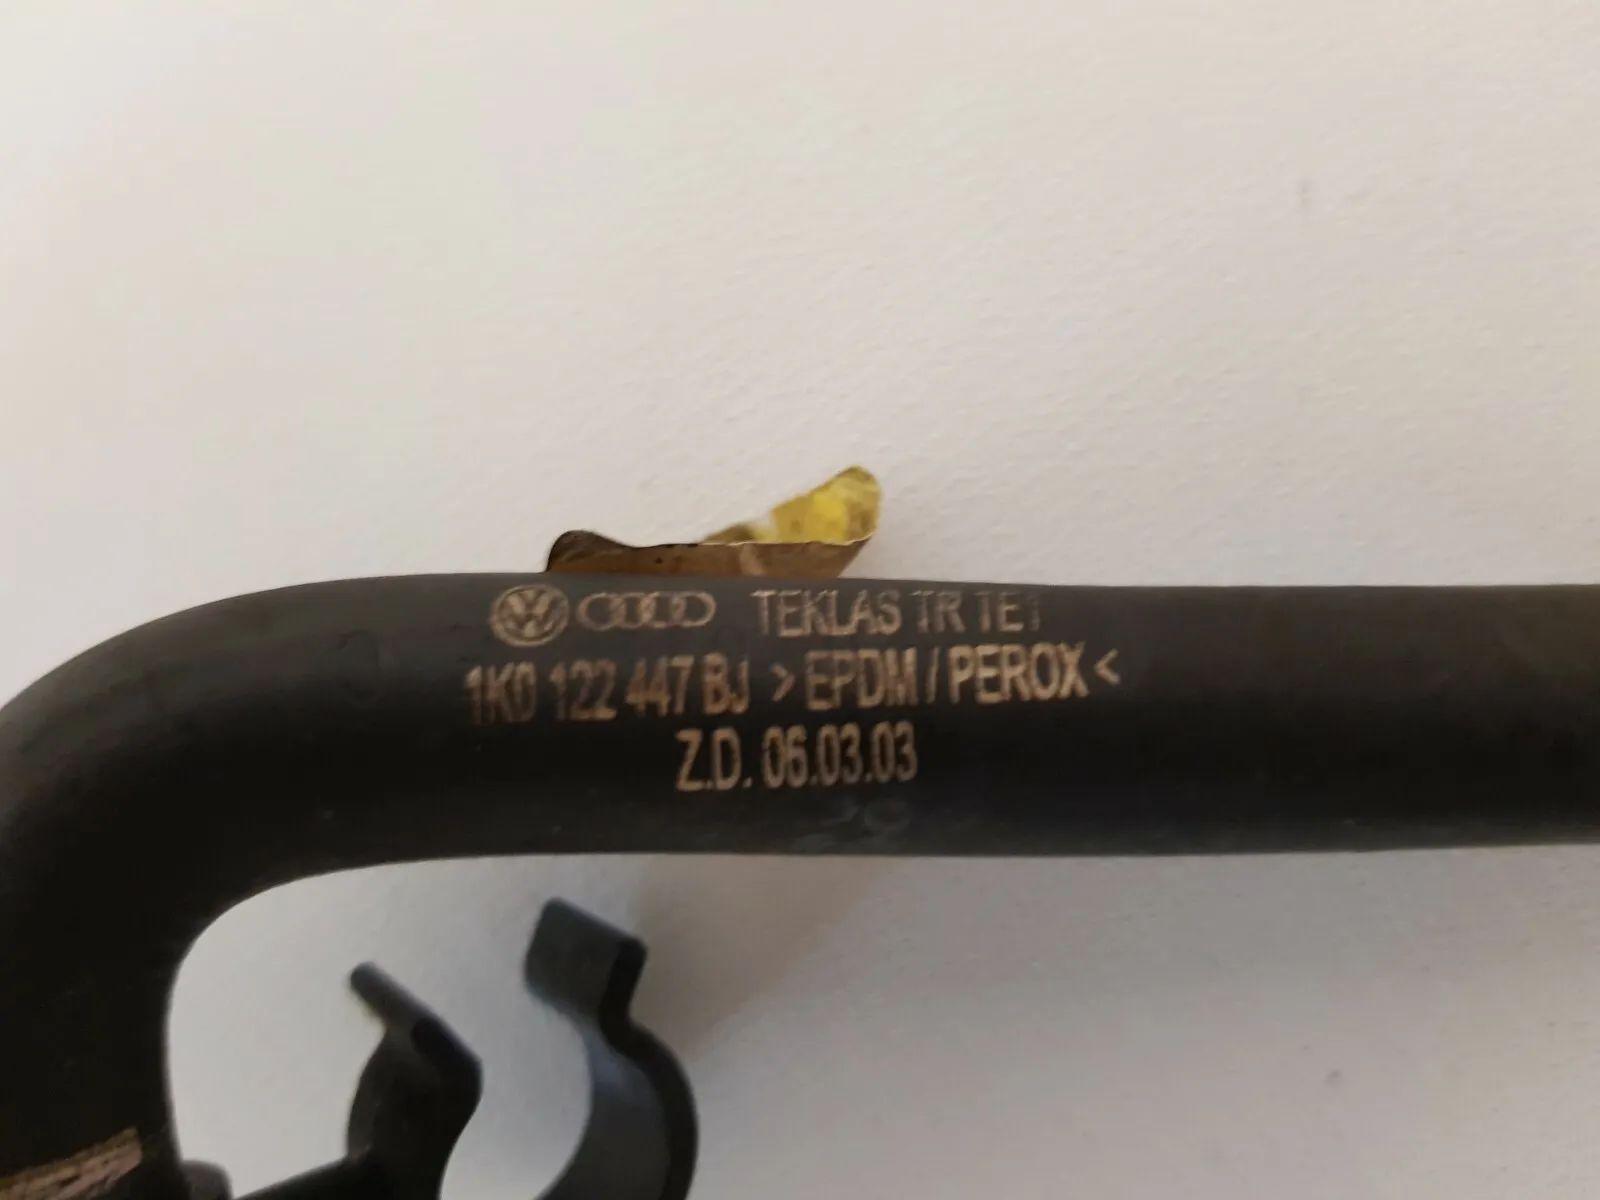 TEKLAS TR TE1
1K0 122 447 BJ >EPDM/PEROX<
Z.D. 06.03.03